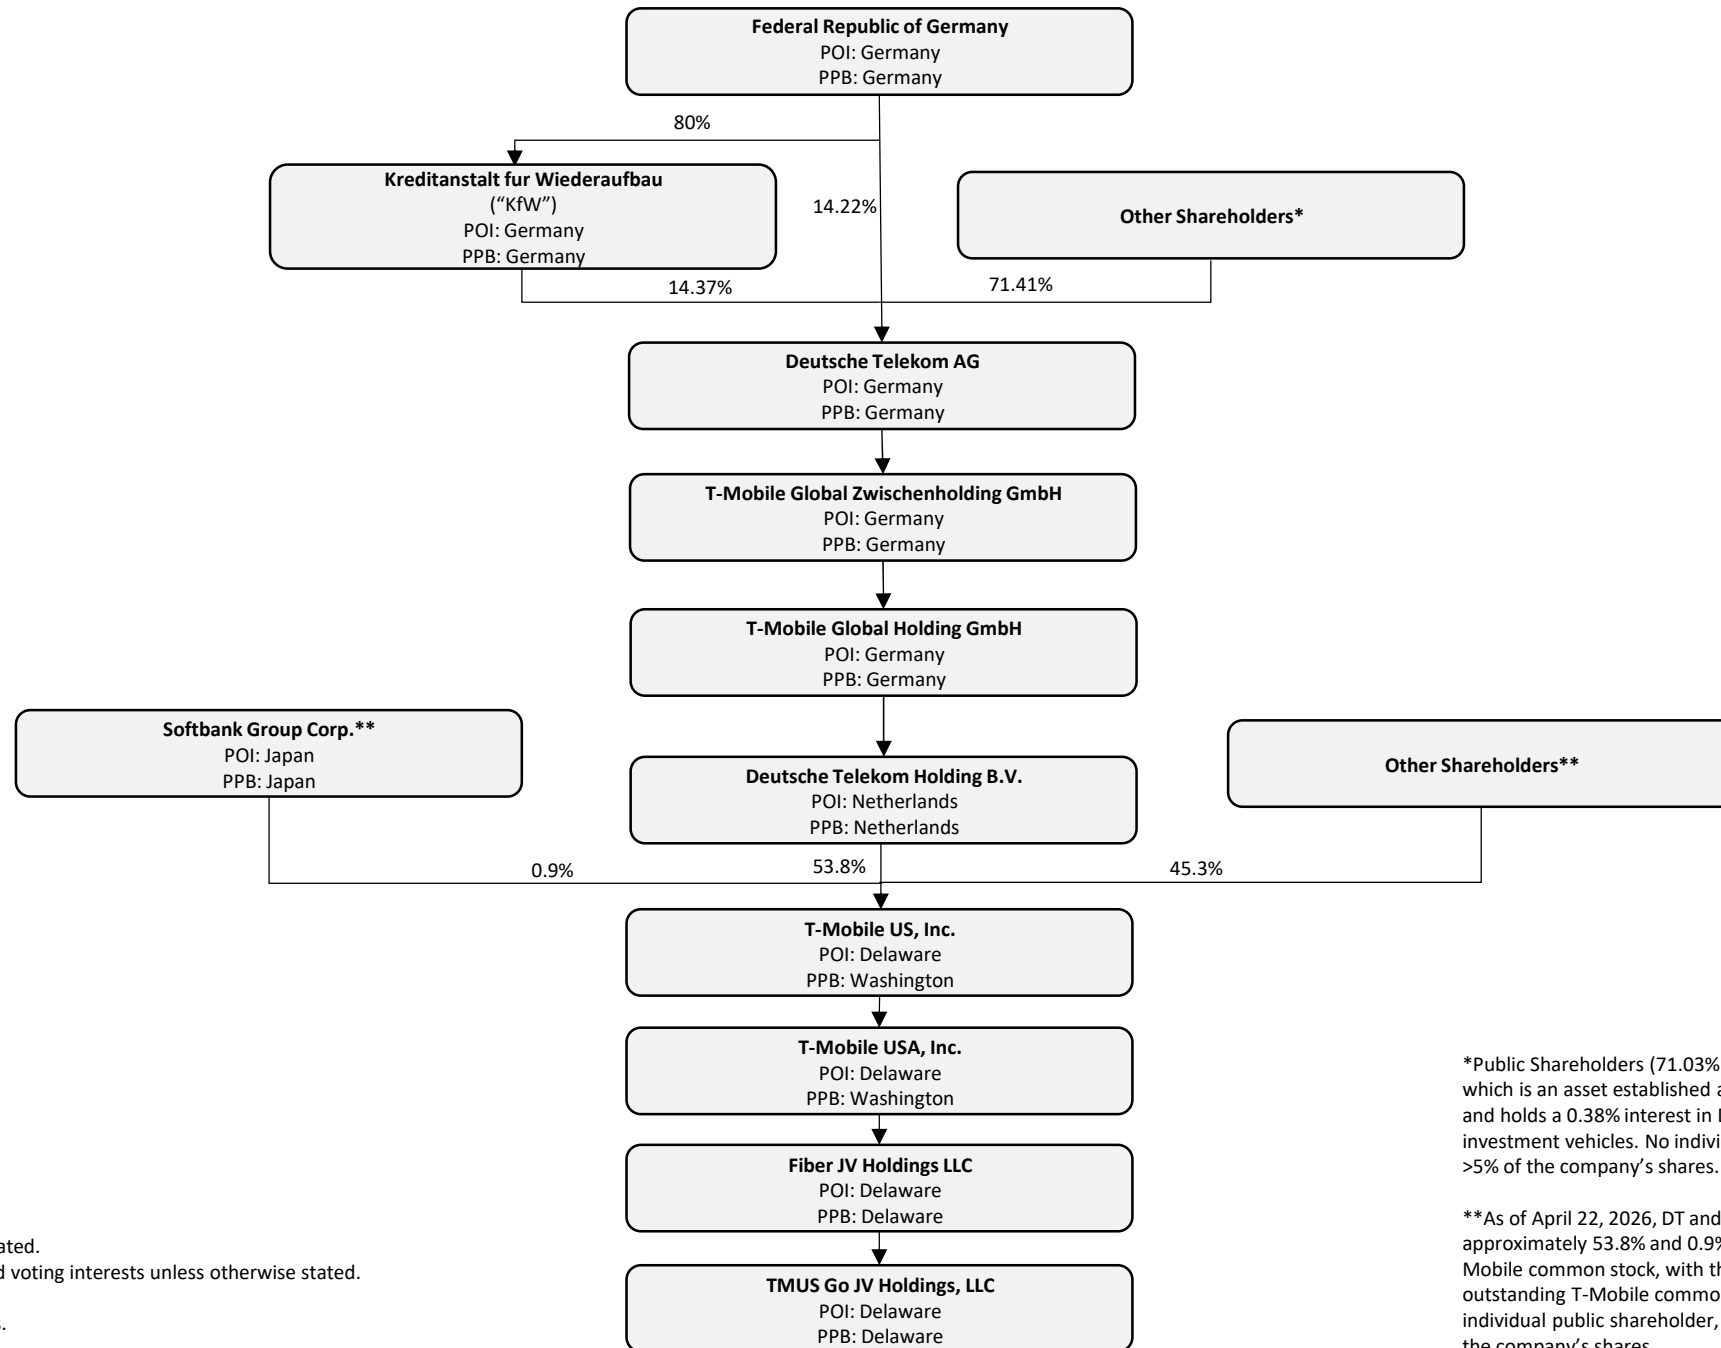 Federal Republic of Germany
POI: Germany
PPB: Germany
80%
Kreditanstalt fur Wiederaufbau
(“KfW”)
POI: Germany
PPB: Germany
14.22%
Other Shareholders*
14.37%
71.41%
Deutsche Telekom AG
POI: Germany
PPB: Germany
T-Mobile Global Zwischenholding GmbH
POI: Germany
PPB: Germany
T-Mobile Global Holding GmbH
POI: Germany
PPB: Germany
Softbank Group Corp.**
POI: Japan
PPB: Japan
Deutsche Telekom Holding B.V.
POI: Netherlands
PPB: Netherlands
Other Shareholders**
0.9%
53.8%
45.3%
T-Mobile US, Inc.
POI: Delaware
PPB: Washington
T-Mobile USA, Inc.
POI: Delaware
PPB: Washington
Fiber JV Holdings LLC
POI: Delaware
PPB: Delaware
TMUS Go JV Holdings, LLC
POI: Delaware
PPB: Delaware
voting interests unless otherwise stated.
*Public Shareholders (71.03%
which is an asset established
and holds a 0.38% interest in
investment vehicles. No
>5% of the company’s shares.
**As of April 22, 2026, DT and
approximately 53.8% and 0.9%
Mobile common stock, with
outstanding T-Mobile
individual public shareholder,
the company’s shares.